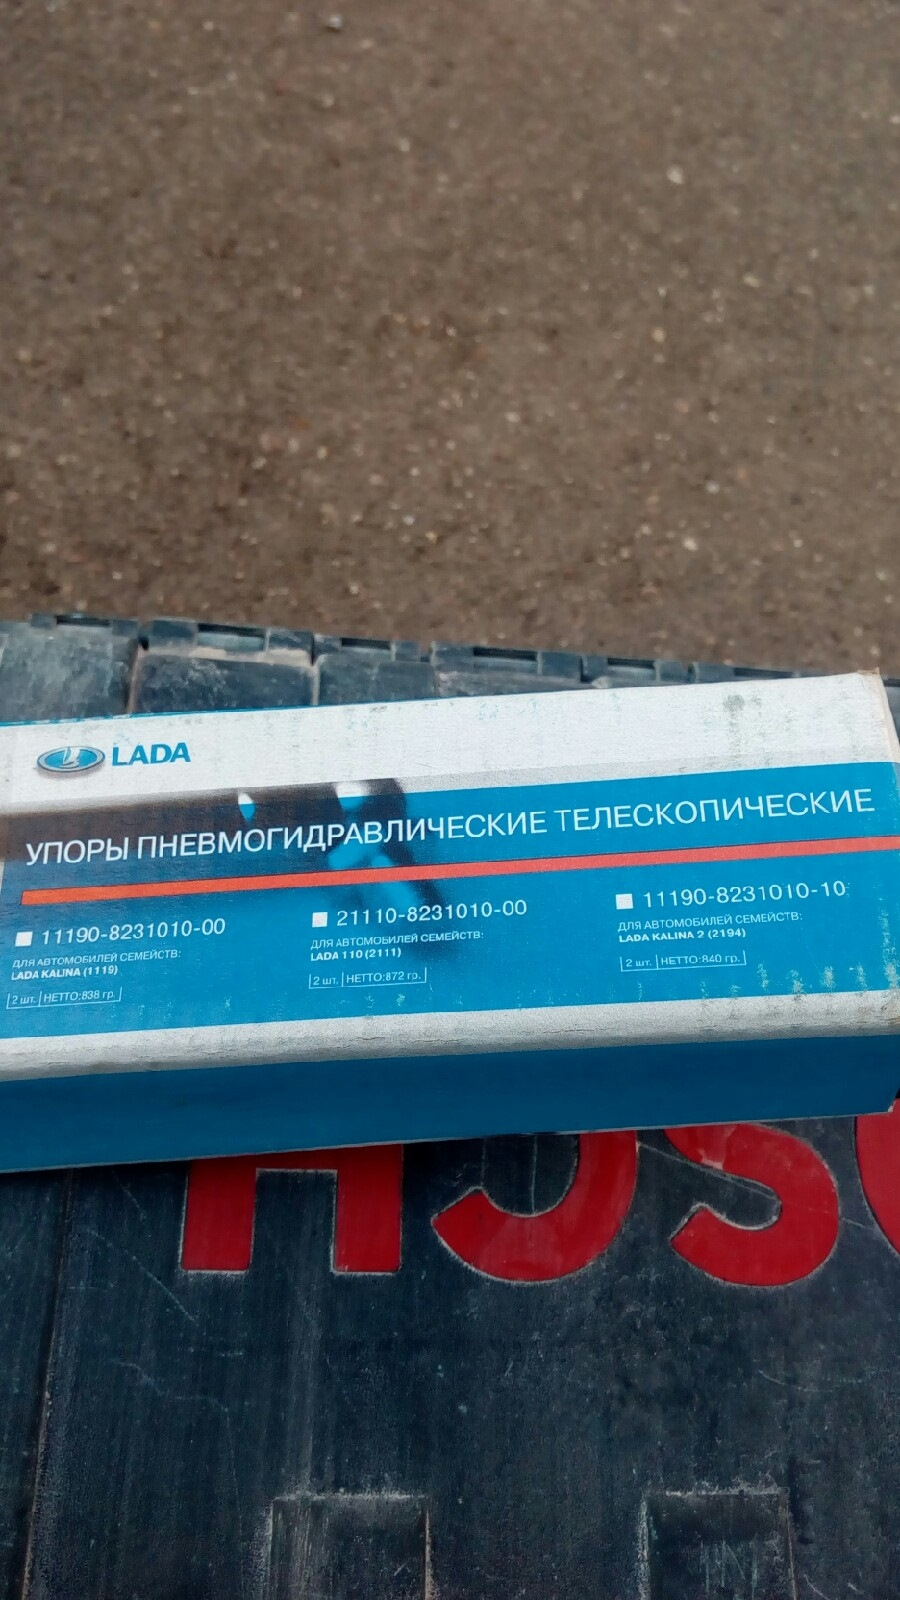 LADA
УПОРЫ ПНЕВМОГИДРАВЛИЧЕСКИЕ ТЕЛЕСКОПИЧЕСКИЕ
11190-8231010-00
ДЛЯ АВТОМОБИЛЕЙ СЕМЕЙСТВ:
LADA KALINA (1119)
2 шт. НЕТТО:838 гр.
21110-8231010-00
ДЛЯ АВТОМОБИЛЕЙ СЕМЕЙСТВ:
LADA 110 (2111)
2 шт. НЕТТО:872 гр.
11190-8231010-10
ДЛЯ АВТОМОБИЛЕЙ СЕМЕЙСТВ:
LADA KALINA 2 (2194)
2 шт. НЕТТО:840 гр.